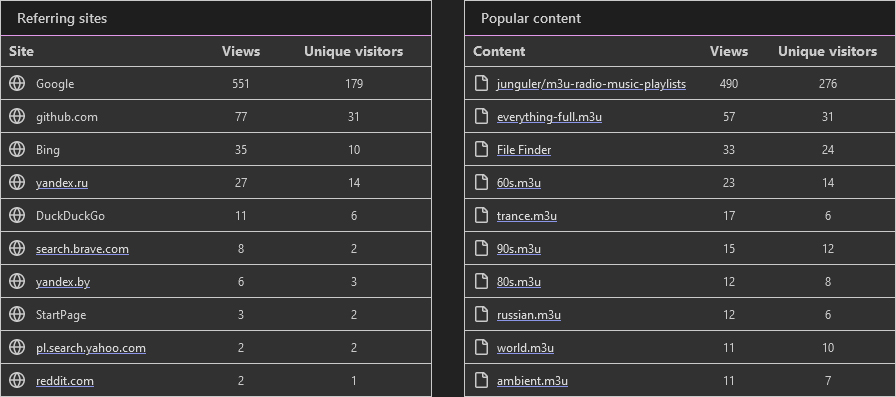 Referring sites
Site Views Unique visitors
Google 551 179
github.com 77 31
Bing 35 10
yandex.ru 27 14
DuckDuckGo 11 6
search.brave.com 8 2
yandex.by 6 3
StartPage 3 2
pl.search.yahoo.com 2 2
reddit.com 2 1
Popular content
Content Views Unique visitors
junguler/m3u-radio-music-playlists 490 276
everything-full.m3u 57 31
File Finder 33 24
60s.m3u 23 14
trance.m3u 17 6
90s.m3u 15 12
80s.m3u 12 8
russian.m3u 12 6
world.m3u 11 10
ambient.m3u 11 7